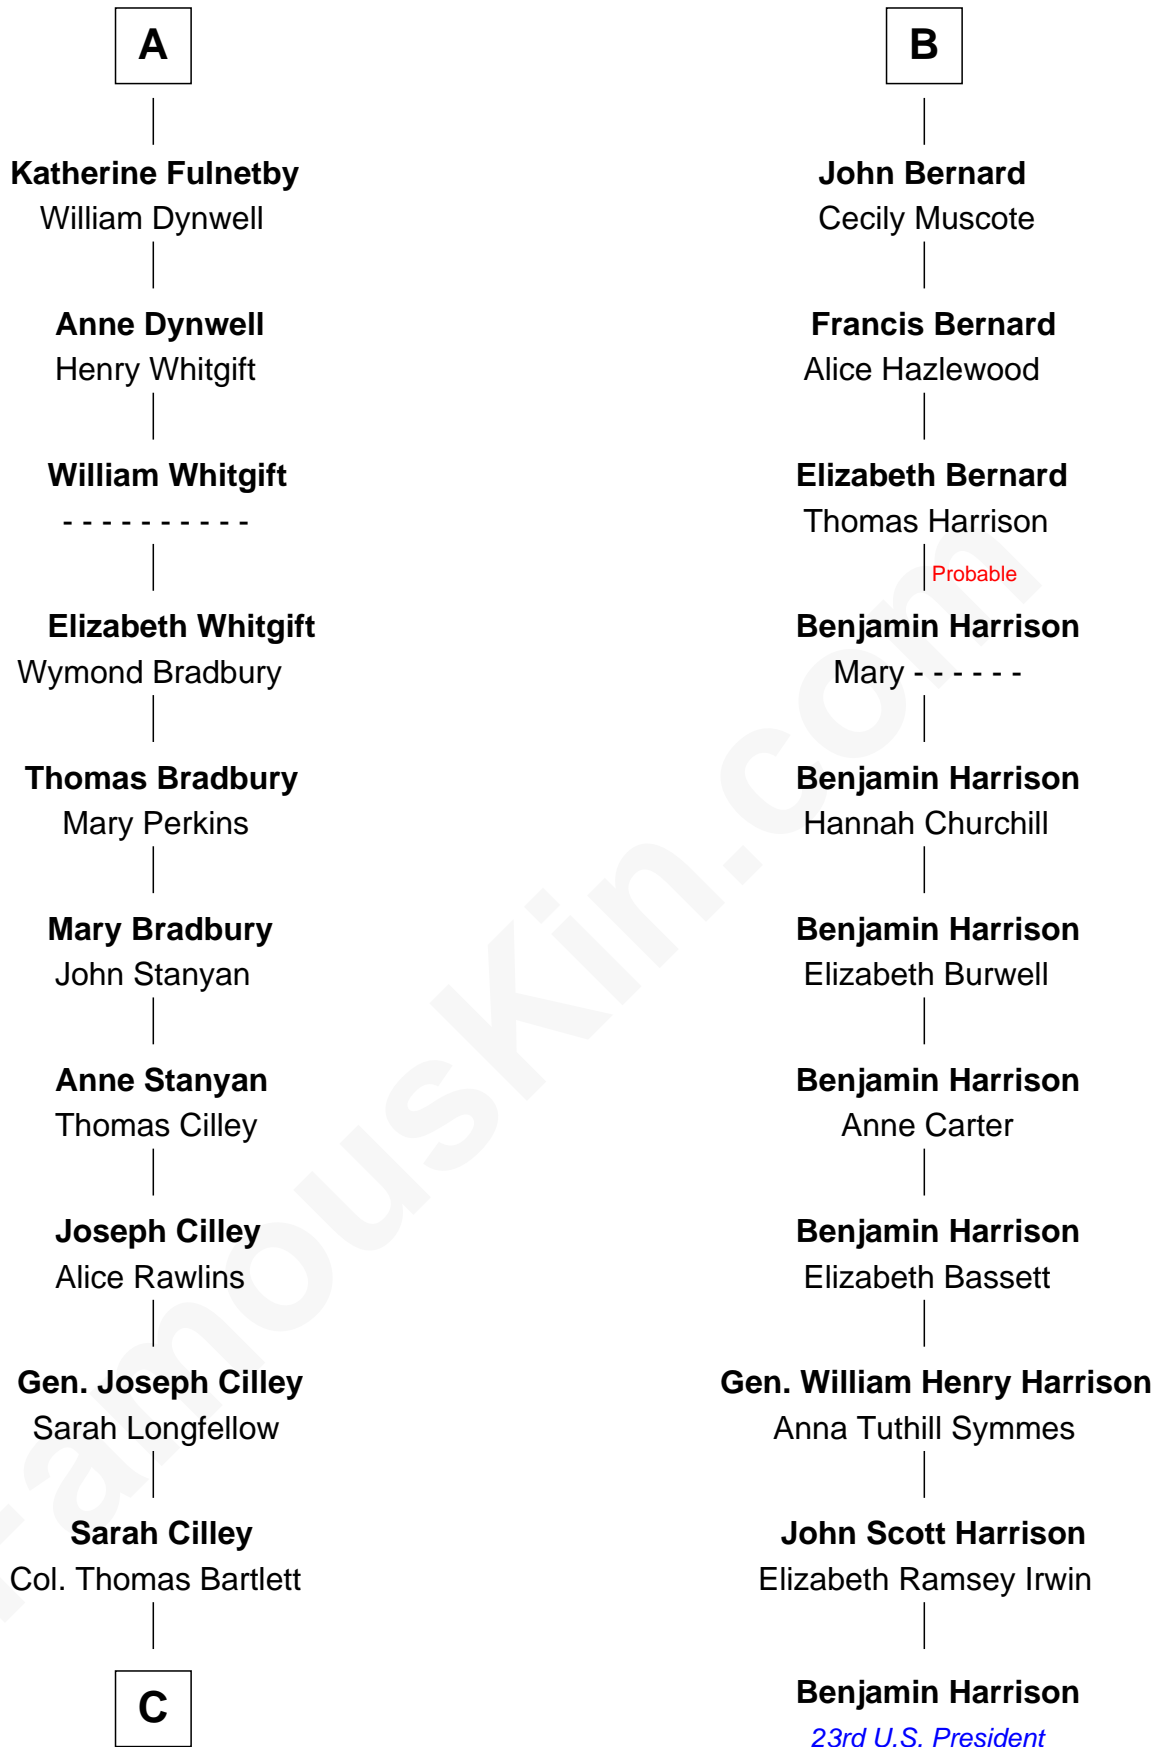 A
B
Katherine Fulnetby
William Dynwell
John Bernard
Cecily Muscote
Anne Dynwell
Henry Whitgift
Francis Bernard
Alice Hazlewood
William Whitgift
- - - - - - - - - -
Elizabeth Bernard
Thomas Harrison
Probable
Elizabeth Whitgift
Wymond Bradbury
Benjamin Harrison
Mary - - - - - -
Thomas Bradbury
Mary Perkins
Benjamin Harrison
Hannah Churchill
Mary Bradbury
John Stanyan
Benjamin Harrison
Elizabeth Burwell
Anne Stanyan
Thomas Cilley
Benjamin Harrison
Anne Carter
Joseph Cilley
Alice Rawlins
Benjamin Harrison
Elizabeth Bassett
Gen. Joseph Cilley
Sarah Longfellow
Gen. William Henry Harrison
Anna Tuthill Symmes
Sarah Cilley
Col. Thomas Bartlett
John Scott Harrison
Elizabeth Ramsey Irwin
C
Benjamin Harrison
23rd U.S. President
FamousKin.com